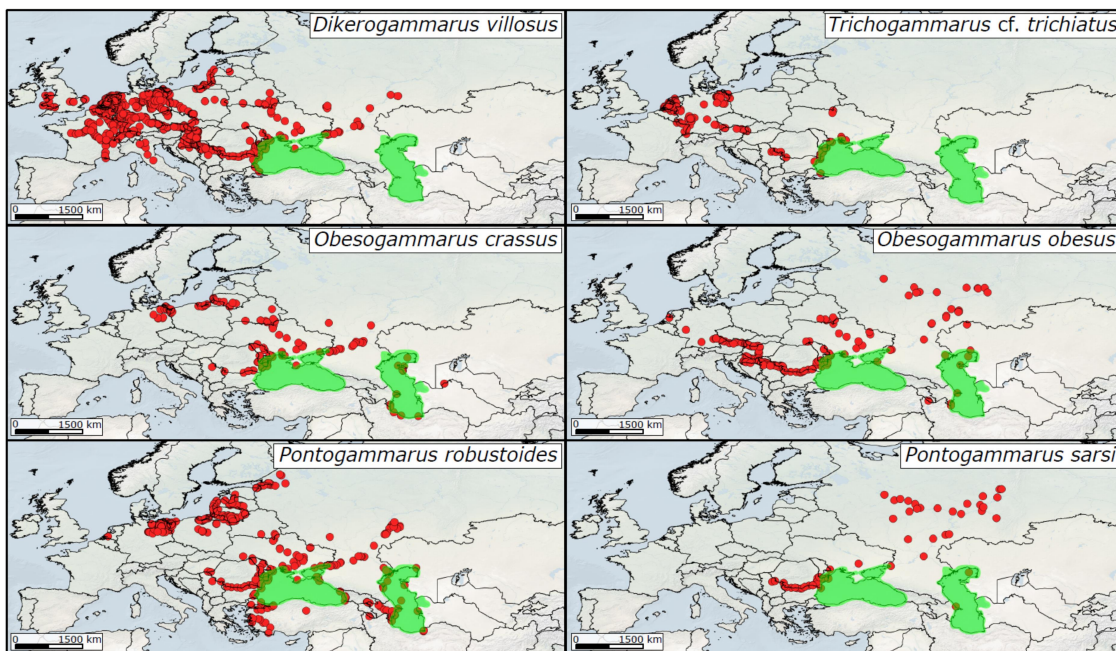 Dikerogammarus villosus
0 1500 km
Trichogammarus cf. trichiatus
0 1500 km
Obesogammarus crassus
0 1500 km
Obesogammarus obesus
0 1500 km
Pontogammarus robustoides
0 1500 km
Pontogammarus sarsi
0 1500 km